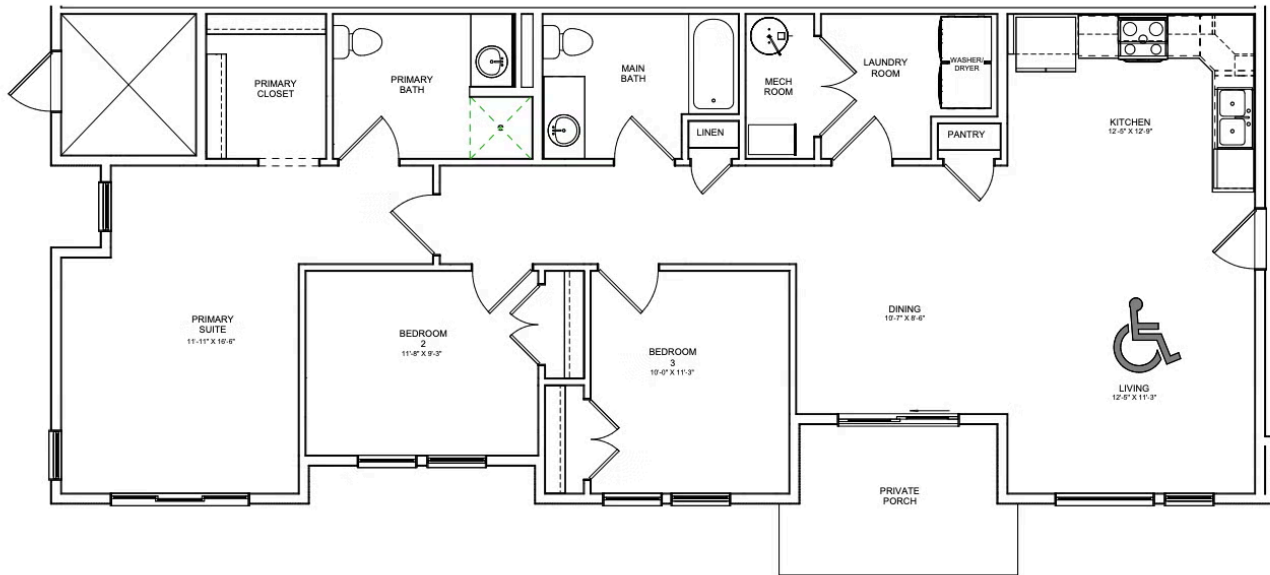 PRIMARY
CLOSET
PRIMARY
BATH
MAIN
BATH
LINEN
MECH
ROOM
LAUNDRY
ROOM
WASHER/
DRYER
PANTRY
KITCHEN
12'-5" X 12'-9"
PRIMARY
SUITE
11'-11" X 16'-6"
BEDROOM
2
11'-8" X 9'-3"
BEDROOM
3
10'-0" X 11'-3"
DINING
10'-7" X 8'-6"
LIVING
12'-5" X 11'-3"
PRIVATE
PORCH